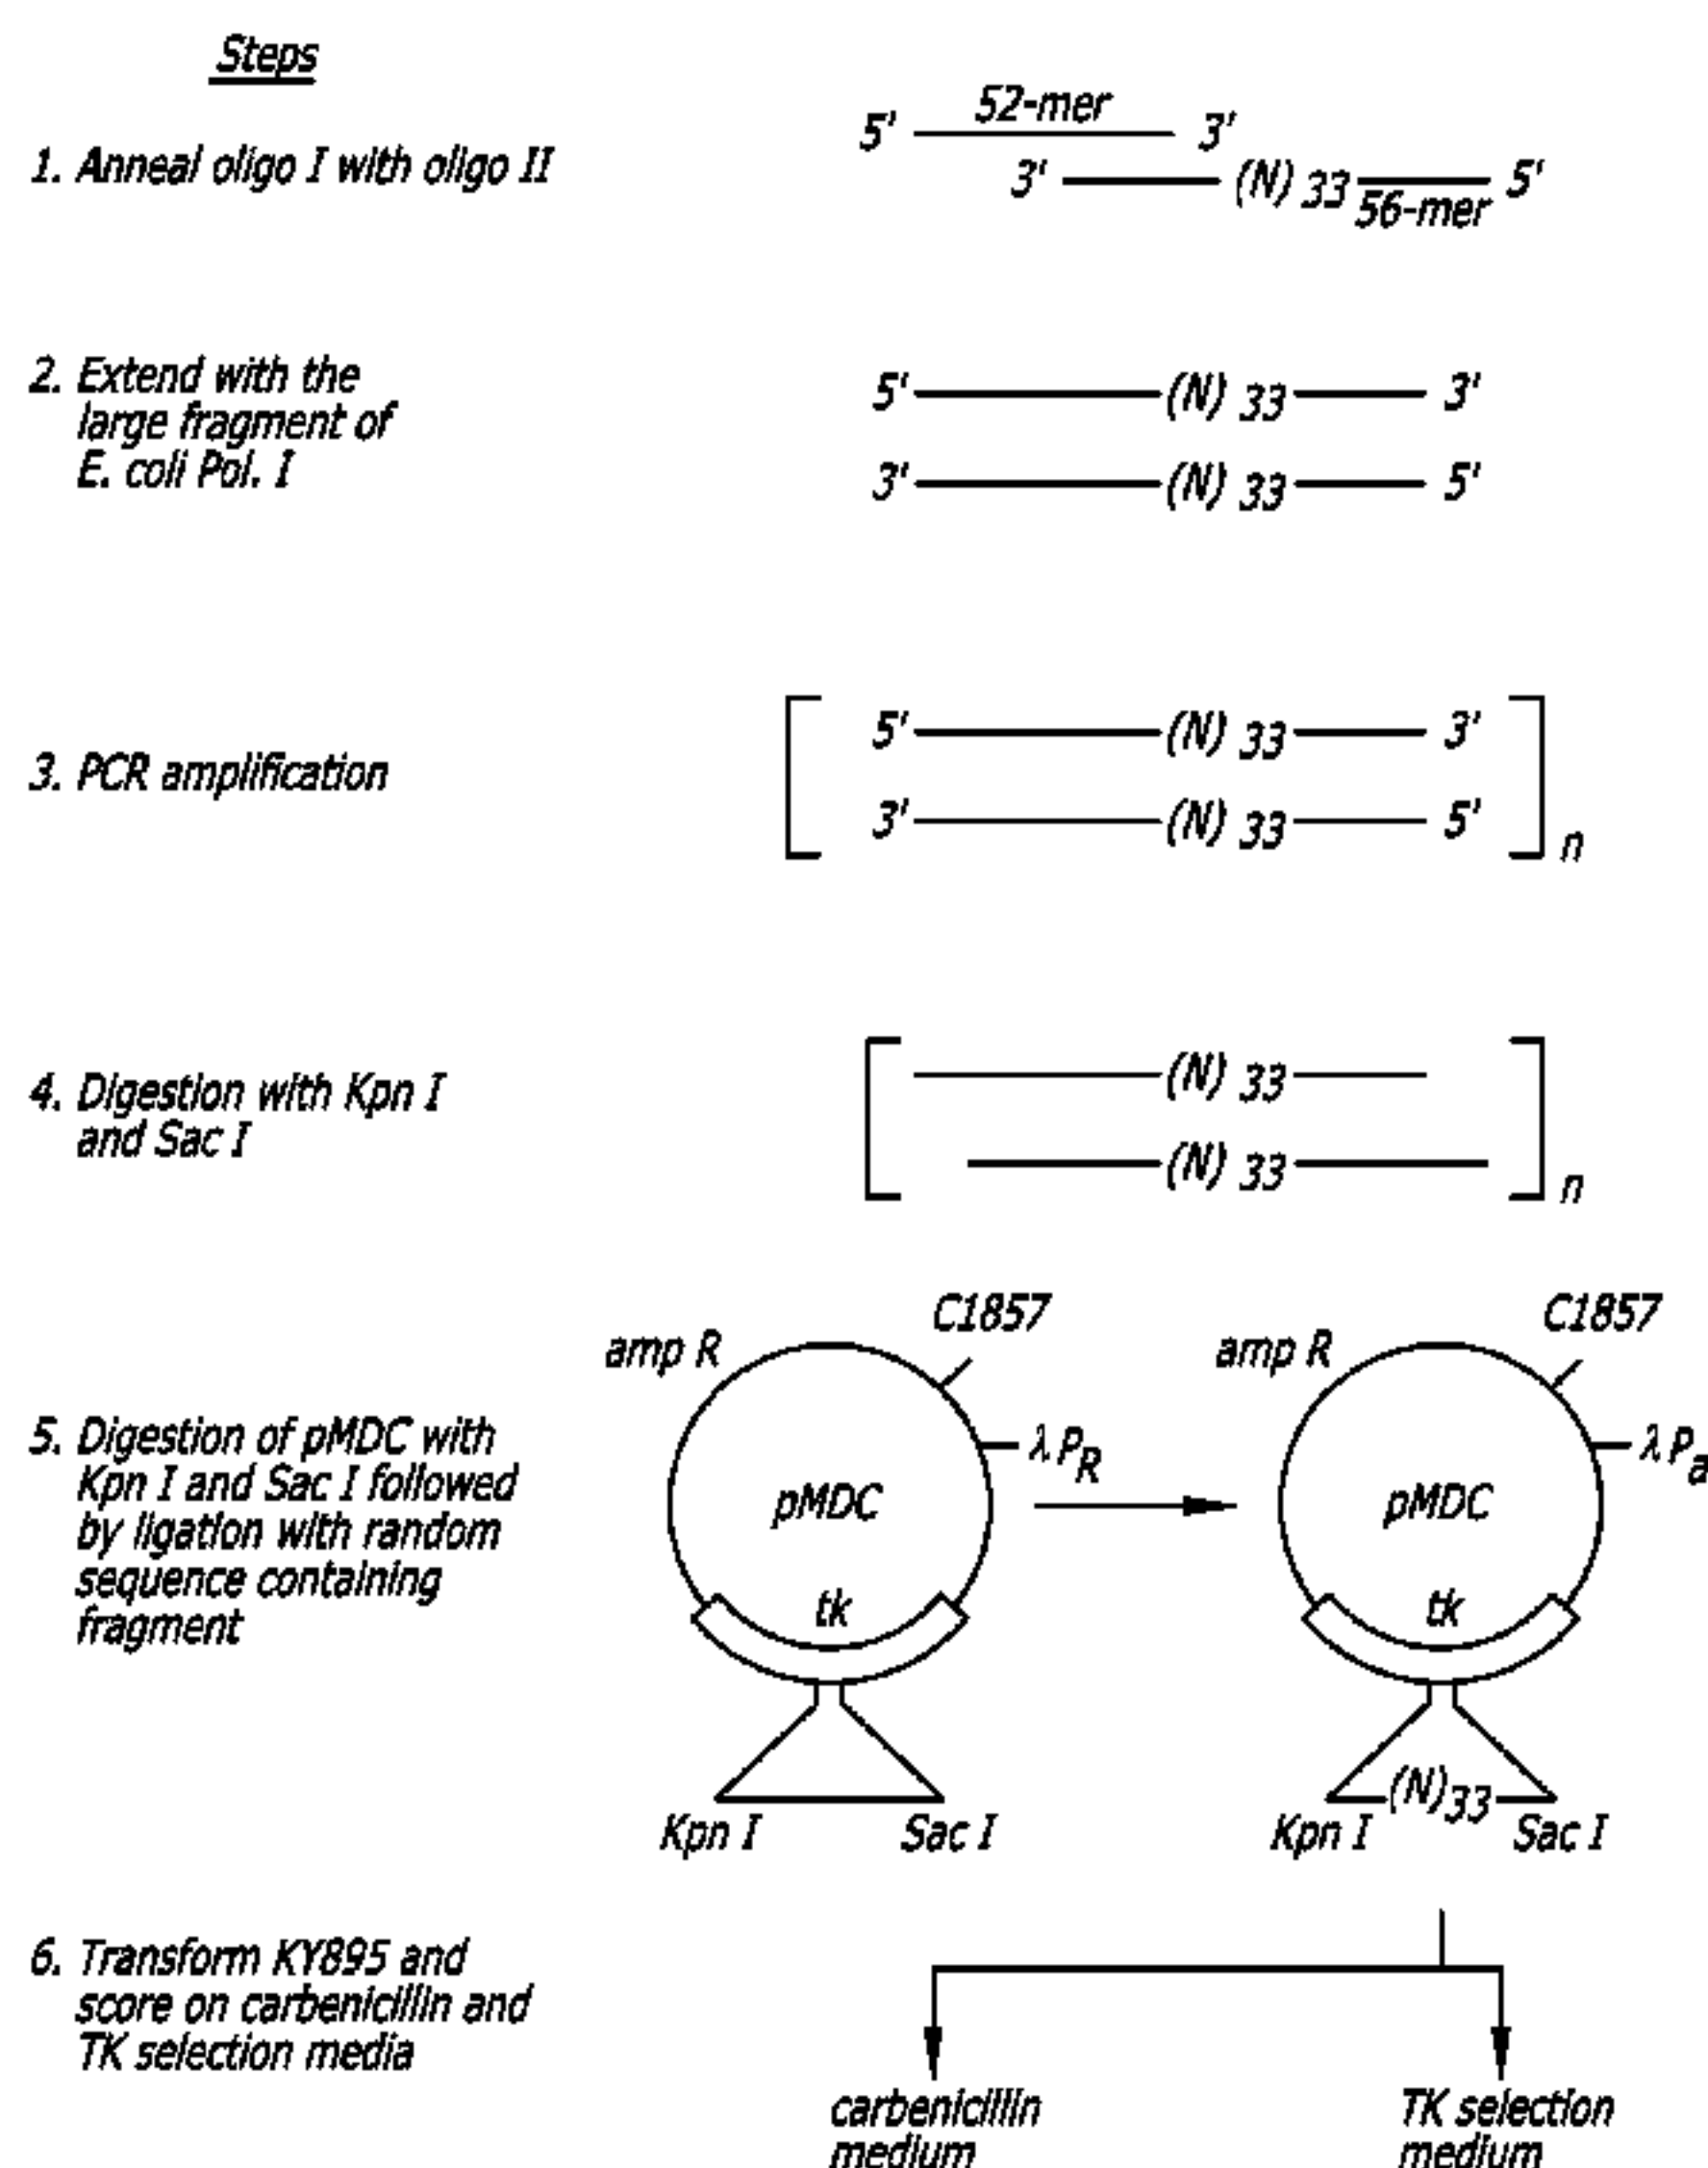 Steps
1. Anneal oligo I with oligo II
5' 52-mer 3'
3' (N) 33 56-mer 5'
2. Extend with the
large fragment of
E. coli Pol. I
5' (N) 33 3'
3' (N) 33 5'
3. PCR amplification
5' (N) 33 3'
3' (N) 33 5'
n
4. Digestion with Kpn I
and Sac I
(N) 33
(N) 33
n
5. Digestion of pMDC with
Kpn I and Sac I followed
by ligation with random
sequence containing
fragment
amp R
C1857
λ PR
pMDC
tk
Kpn I
Sac I
amp R
C1857
λ Pa
pMDC
tk
(N)33
Kpn I
Sac I
6. Transform KY895 and
score on carbenicillin and
TK selection media
carbenicillin
medium
TK selection
medium